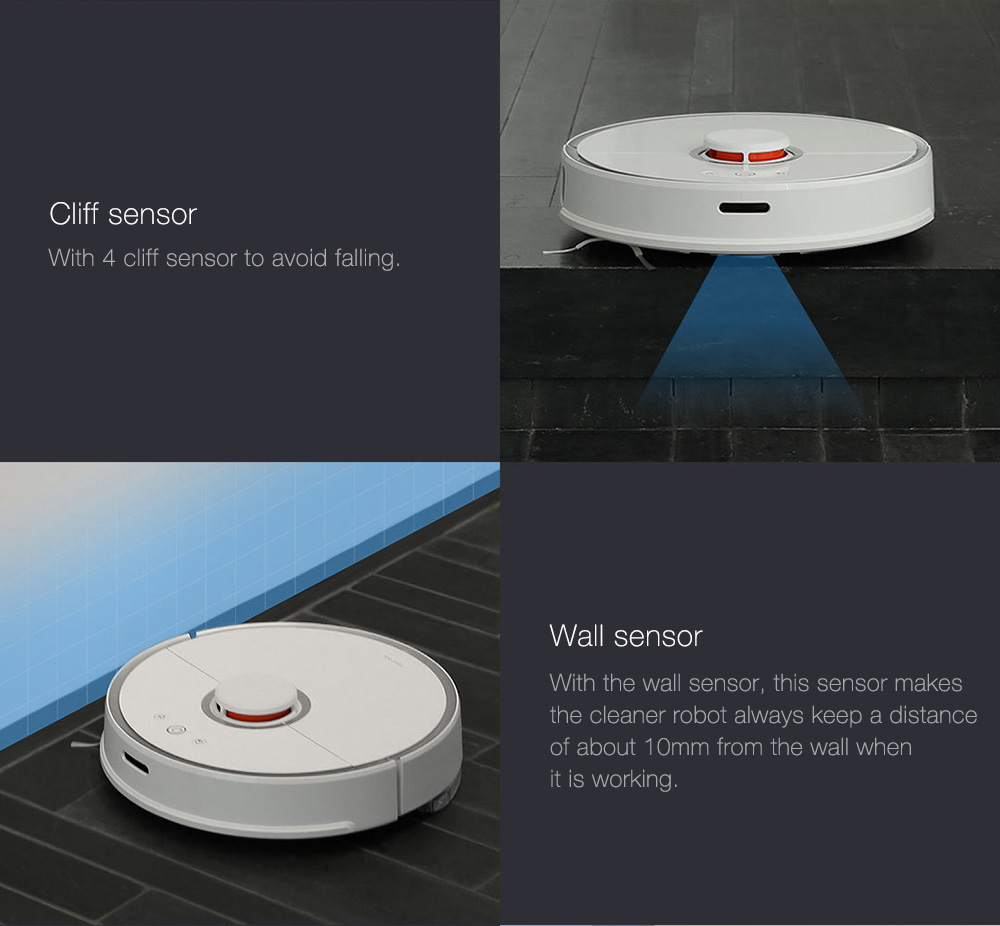 Cliff sensor
With 4 cliff sensor to avoid falling.
Wall sensor
With the wall sensor, this sensor makes
the cleaner robot always keep a distance
of about 10mm from the wall when
it is working.